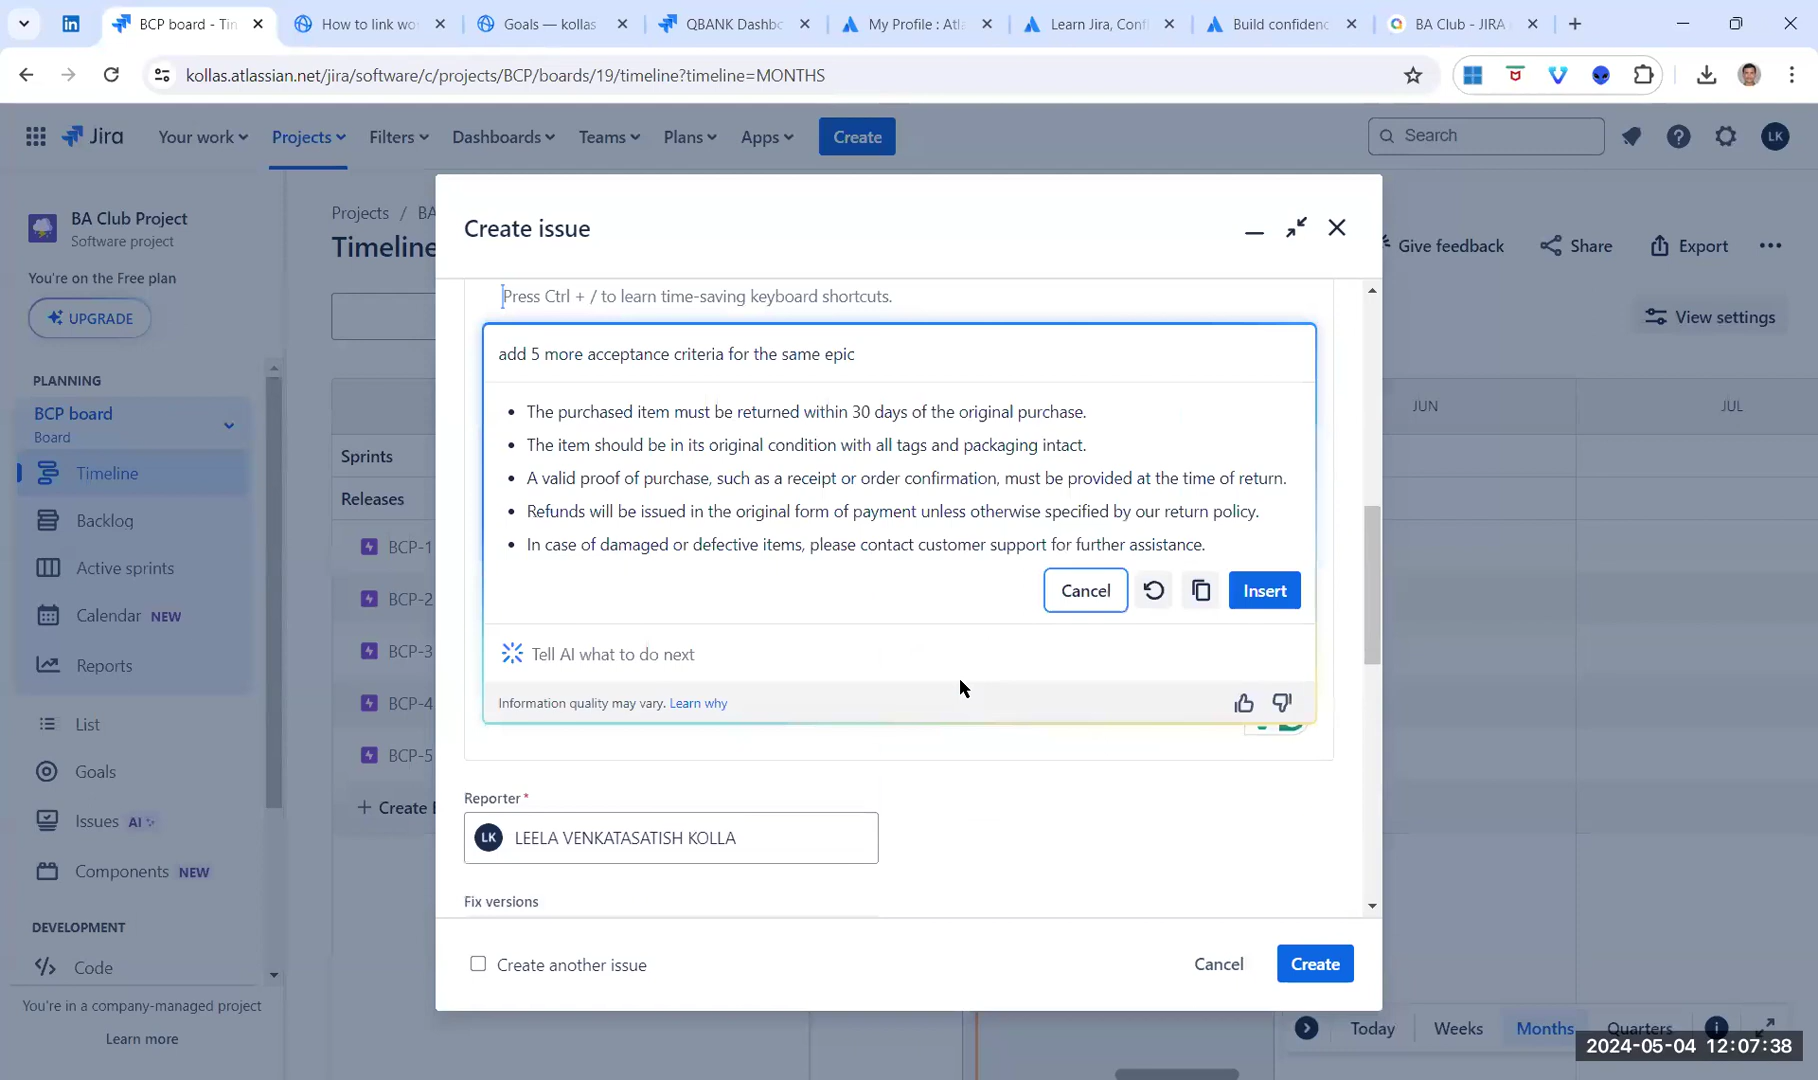 BCP board - Tin
How to link wo
Goals — kollas
QBANK Dashbo
My Profile : Atla
Learn Jira, Confl
Build confidenc
BA Club - JIRA
kollas.atlassian.net/jira/software/c/projects/BCP/boards/19/timeline?timeline=MONTHS
Jira
Your work
Projects
Filters
Dashboards
Teams
Plans
Apps
Create
Search
LK
BA Club Project
Software project
You're on the Free plan
UPGRADE
PLANNING
BCP board
Board
Timeline
Backlog
Active sprints
Calendar NEW
Reports
List
Goals
Issues AI
Components NEW
DEVELOPMENT
Code
You're in a company-managed project
Learn more
Projects / BA
Timeline
Give feedback
Share
Export
View settings
Sprints
Releases
BCP-1
BCP-2
BCP-3
BCP-4
BCP-5
+ Create E
JUN
JUL
Create issue
Press Ctrl + / to learn time-saving keyboard shortcuts.
add 5 more acceptance criteria for the same epic
• The purchased item must be returned within 30 days of the original purchase.
• The item should be in its original condition with all tags and packaging intact.
• A valid proof of purchase, such as a receipt or order confirmation, must be provided at the time of return.
• Refunds will be issued in the original form of payment unless otherwise specified by our return policy.
• In case of damaged or defective items, please contact customer support for further assistance.
Cancel
Insert
Tell AI what to do next
Information quality may vary. Learn why
Reporter*
LK LEELA VENKATASATISH KOLLA
Fix versions
Create another issue
Cancel
Create
Today
Weeks
Months
Quarters
2024-05-04 12:07:38